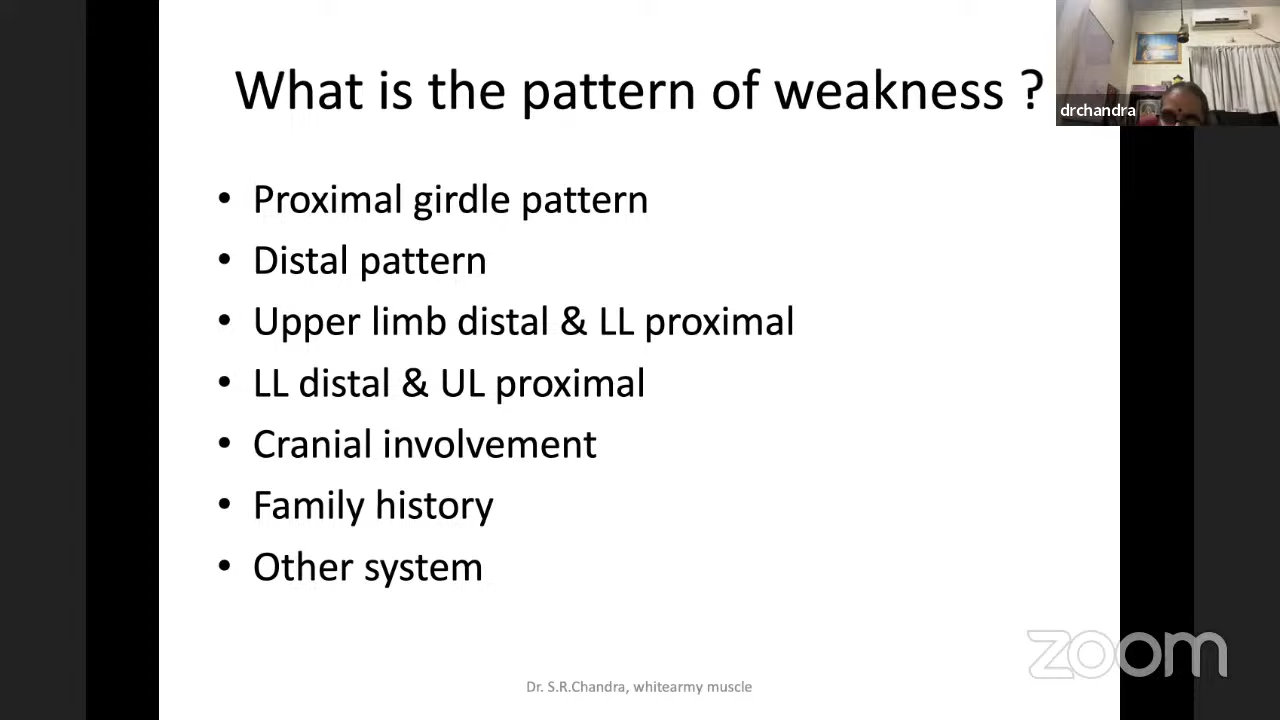 What is the pattern of weakness ?
drchandra
• Proximal girdle pattern
• Distal pattern
• Upper limb distal & LL proximal
• LL distal & UL proximal
• Cranial involvement
• Family history
• Other system
zoom
Dr. S.R.Chandra, whitearmy muscle